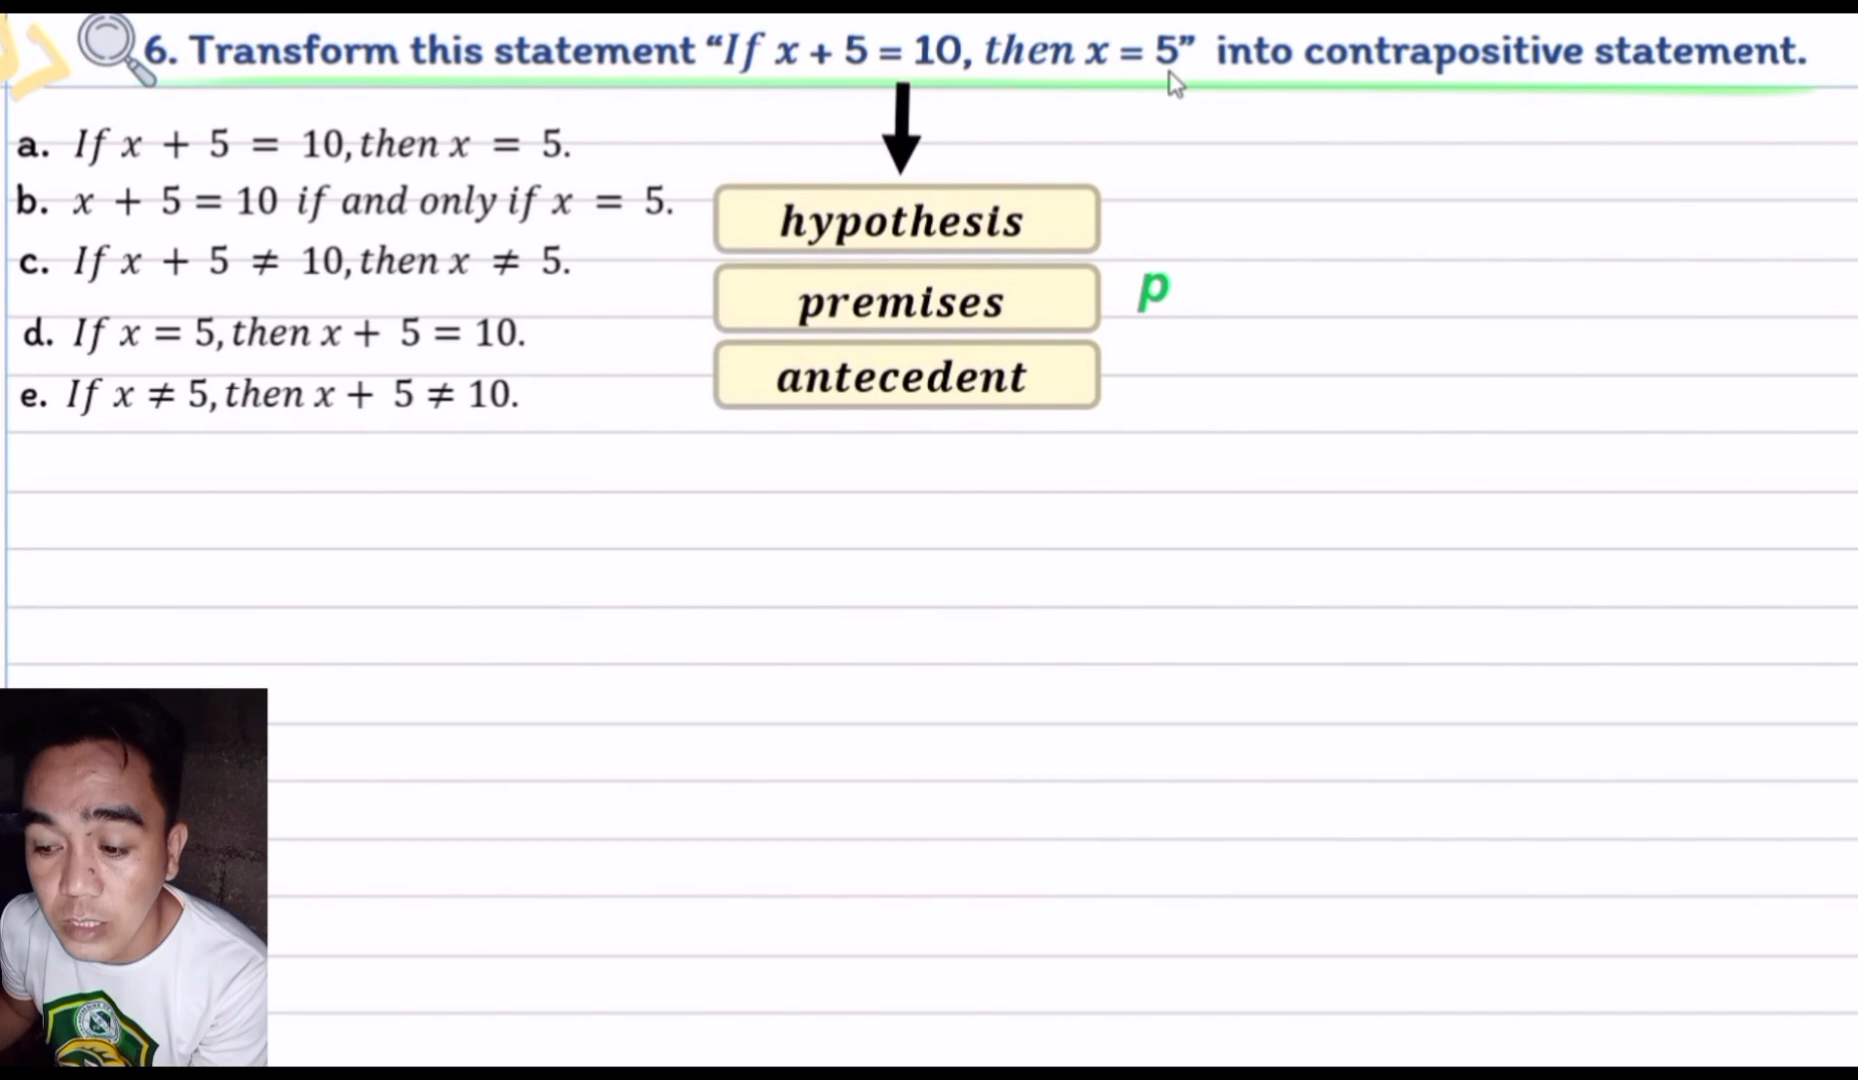 6. Transform this statement “If x + 5 = 10, then x = 5” into contrapositive statement.
a. If x + 5 = 10, then x = 5.
b. x + 5 = 10 if and only if x = 5.
c. If x + 5 ≠ 10, then x ≠ 5.
d. If x = 5, then x + 5 = 10.
e. If x ≠ 5, then x + 5 ≠ 10.
hypothesis
premises
p
antecedent